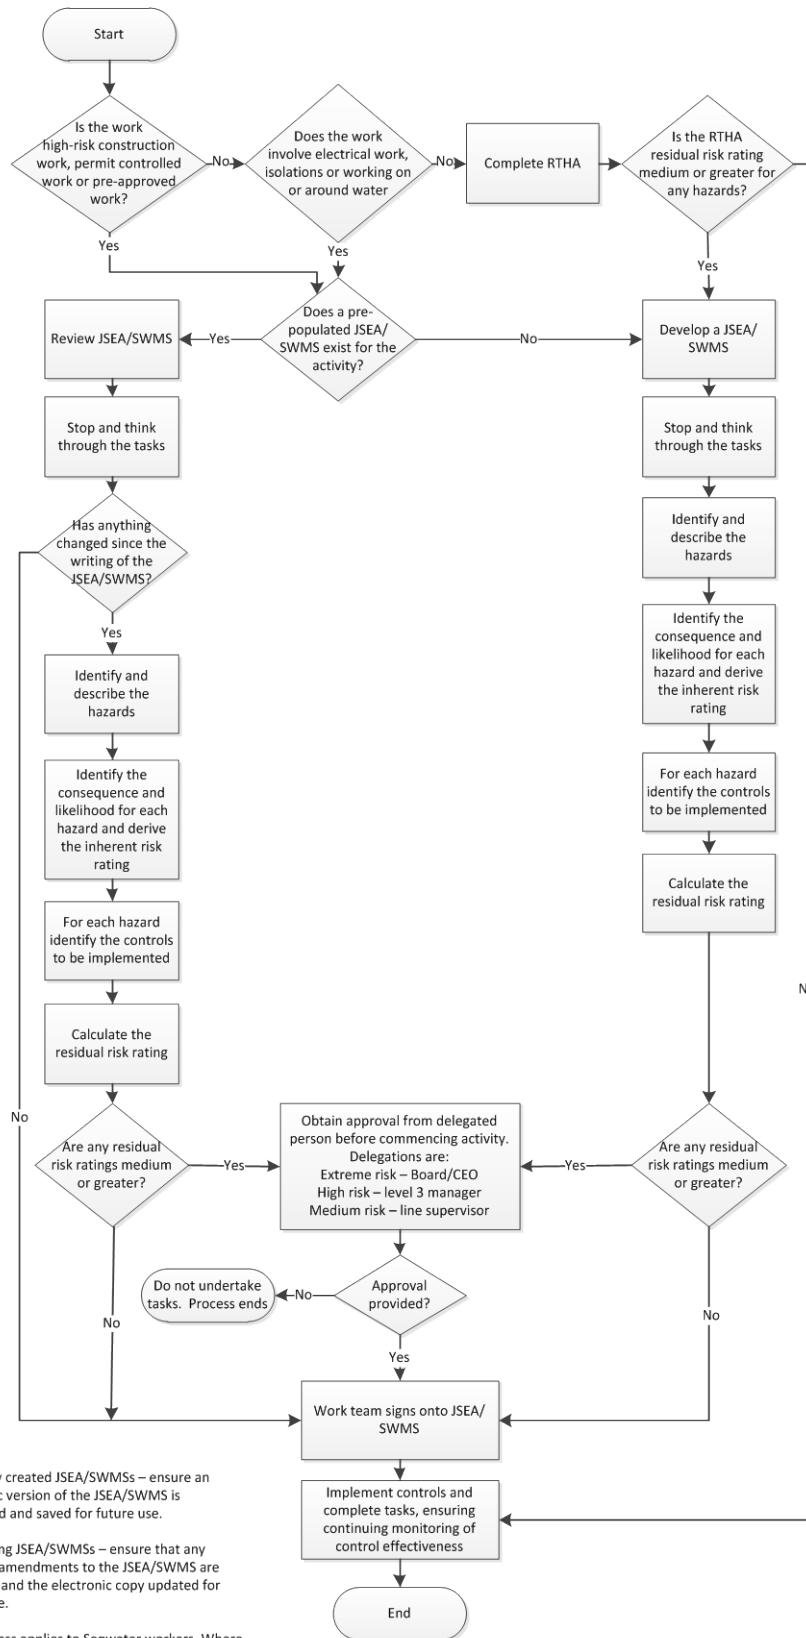 Start
Is the work
high-risk construction
work, permit controlled
work or pre-approved
work?
No
Does the work
involve electrical work,
isolations or working on
or around water
No
Complete RTHA
Is the RTHA
residual risk rating
medium or greater for
any hazards?
Yes
Yes
Yes
Does a pre-
populated JSEA/
SWMS exist for the
activity?
Yes
Review JSEA/SWMS
No
Develop a JSEA/
SWMS
Stop and think
through the tasks
Has anything
changed since the
writing of the
JSEA/SWMS?
Yes
Identify and
describe the
hazards
Identify the
consequence and
likelihood for each
hazard and derive
the inherent risk
rating
For each hazard
identify the controls
to be implemented
Calculate the
residual risk rating
No
Are any residual
risk ratings medium
or greater?
Yes
No
Stop and think
through the tasks
Identify and
describe the
hazards
Identify the
consequence and
likelihood for each
hazard and derive
the inherent risk
rating
For each hazard
identify the controls
to be implemented
Calculate the
residual risk rating
N
Are any residual
risk ratings medium
or greater?
Yes
No
Obtain approval from delegated
person before commencing activity.
Delegations are:
Extreme risk – Board/CEO
High risk – level 3 manager
Medium risk – line supervisor
Approval
provided?
No
Do not undertake
tasks. Process ends
Yes
Work team signs onto JSEA/
SWMS
Implement controls and
complete tasks, ensuring
continuing monitoring of
control effectiveness
End
created JSEA/SWMSs – ensure an
version of the JSEA/SWMS is
and saved for future use.
JSEA/SWMSs – ensure that any
amendments to the JSEA/SWMS are
and the electronic copy updated for
applies to Seqwater workers. Where